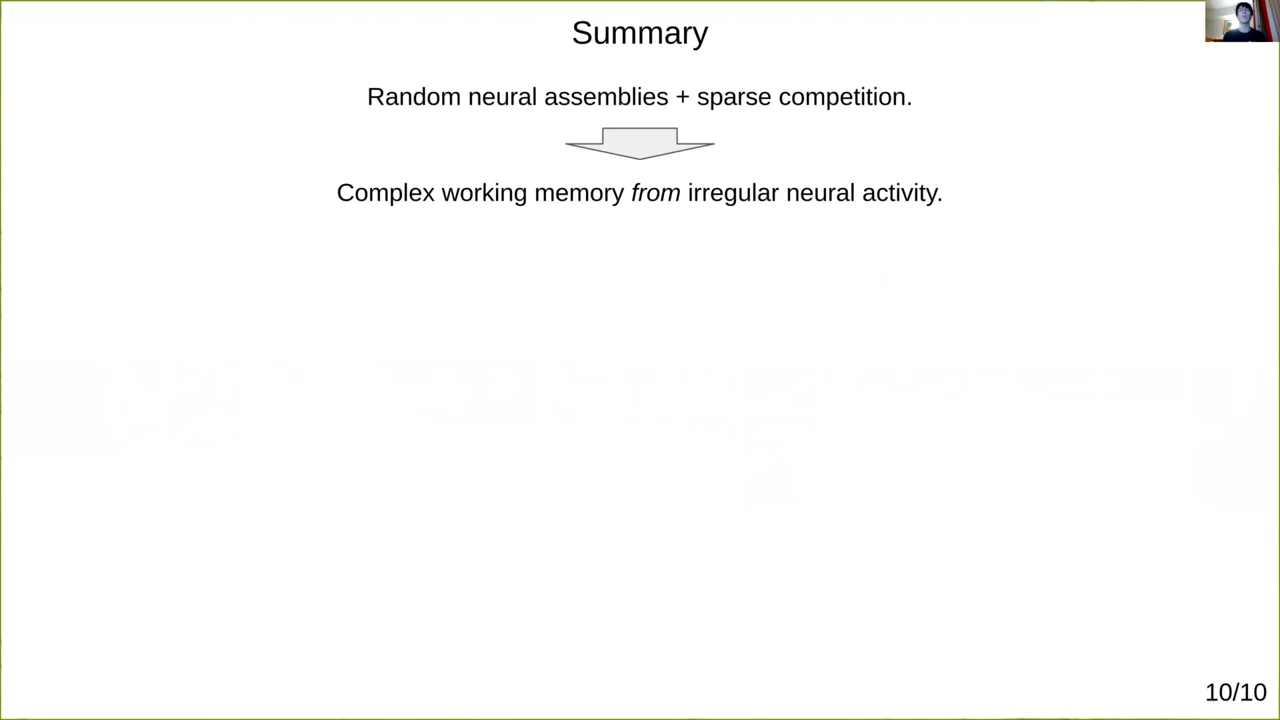 Summary
Random neural assemblies + sparse competition.
Complex working memory from irregular neural activity.
10/10